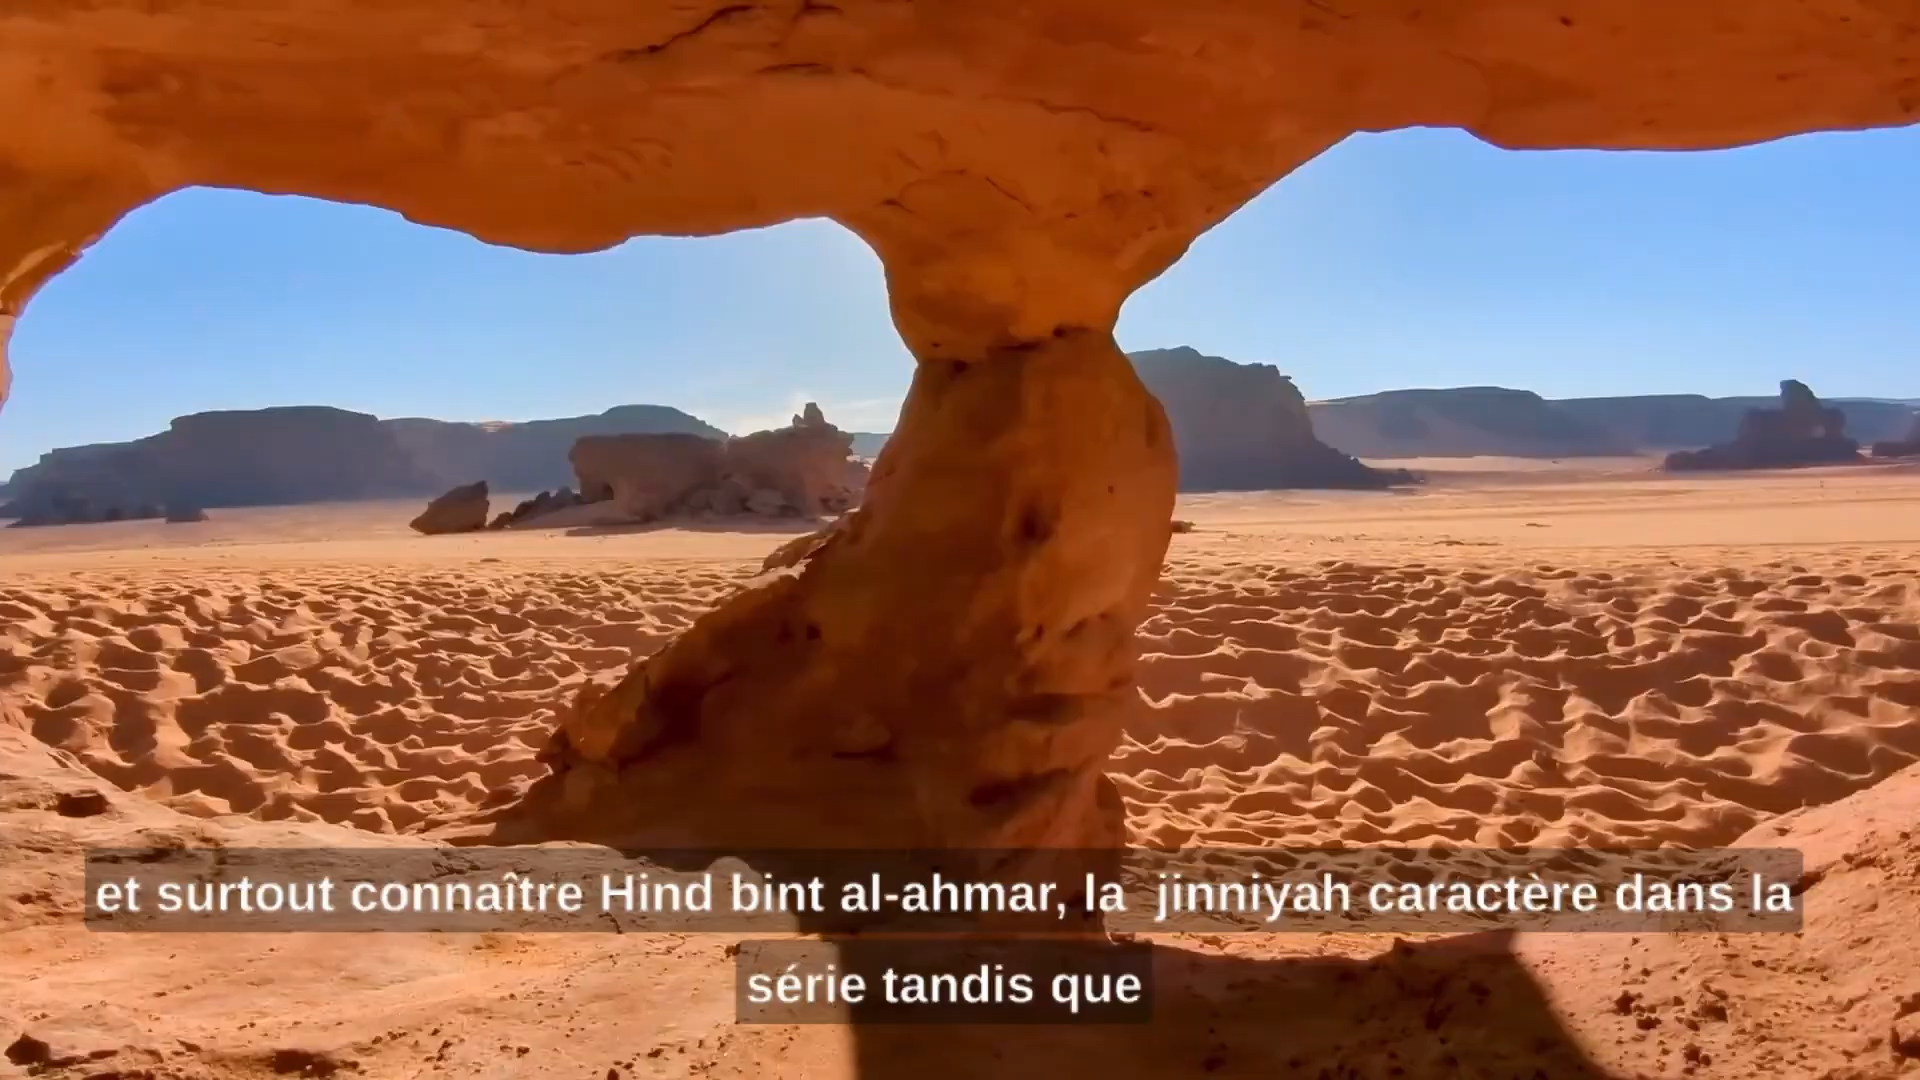 et surtout connaître Hind bint al-ahmar, la  jinniyah caractère dans la
série tandis que